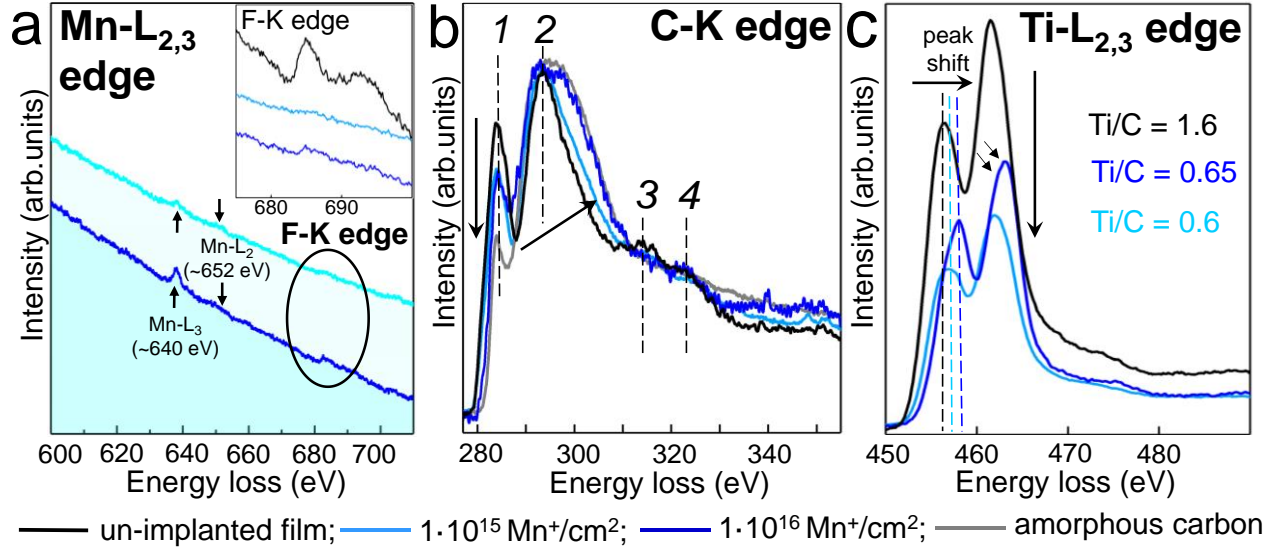 a
Mn-L₂,₃
edge
F-K edge
680
690
Mn-L₂
(~652 eV)
F-K edge
Mn-L₃
(~640 eV)
Intensity (arb.units)
600 620 640 660 680 700
Energy loss (eV)
b
C-K edge
1
2
3
4
Intensity (arb.units)
280 300 320 340
Energy loss (eV)
c
Ti-L₂,₃ edge
peak
shift
Ti/C = 1.6
Ti/C = 0.65
Ti/C = 0.6
Intensity (arb.units)
450 460 470 480
Energy loss (eV)
un-implanted film; 1·10¹⁵ Mn⁺/cm²; 1·10¹⁶ Mn⁺/cm²; amorphous carbon